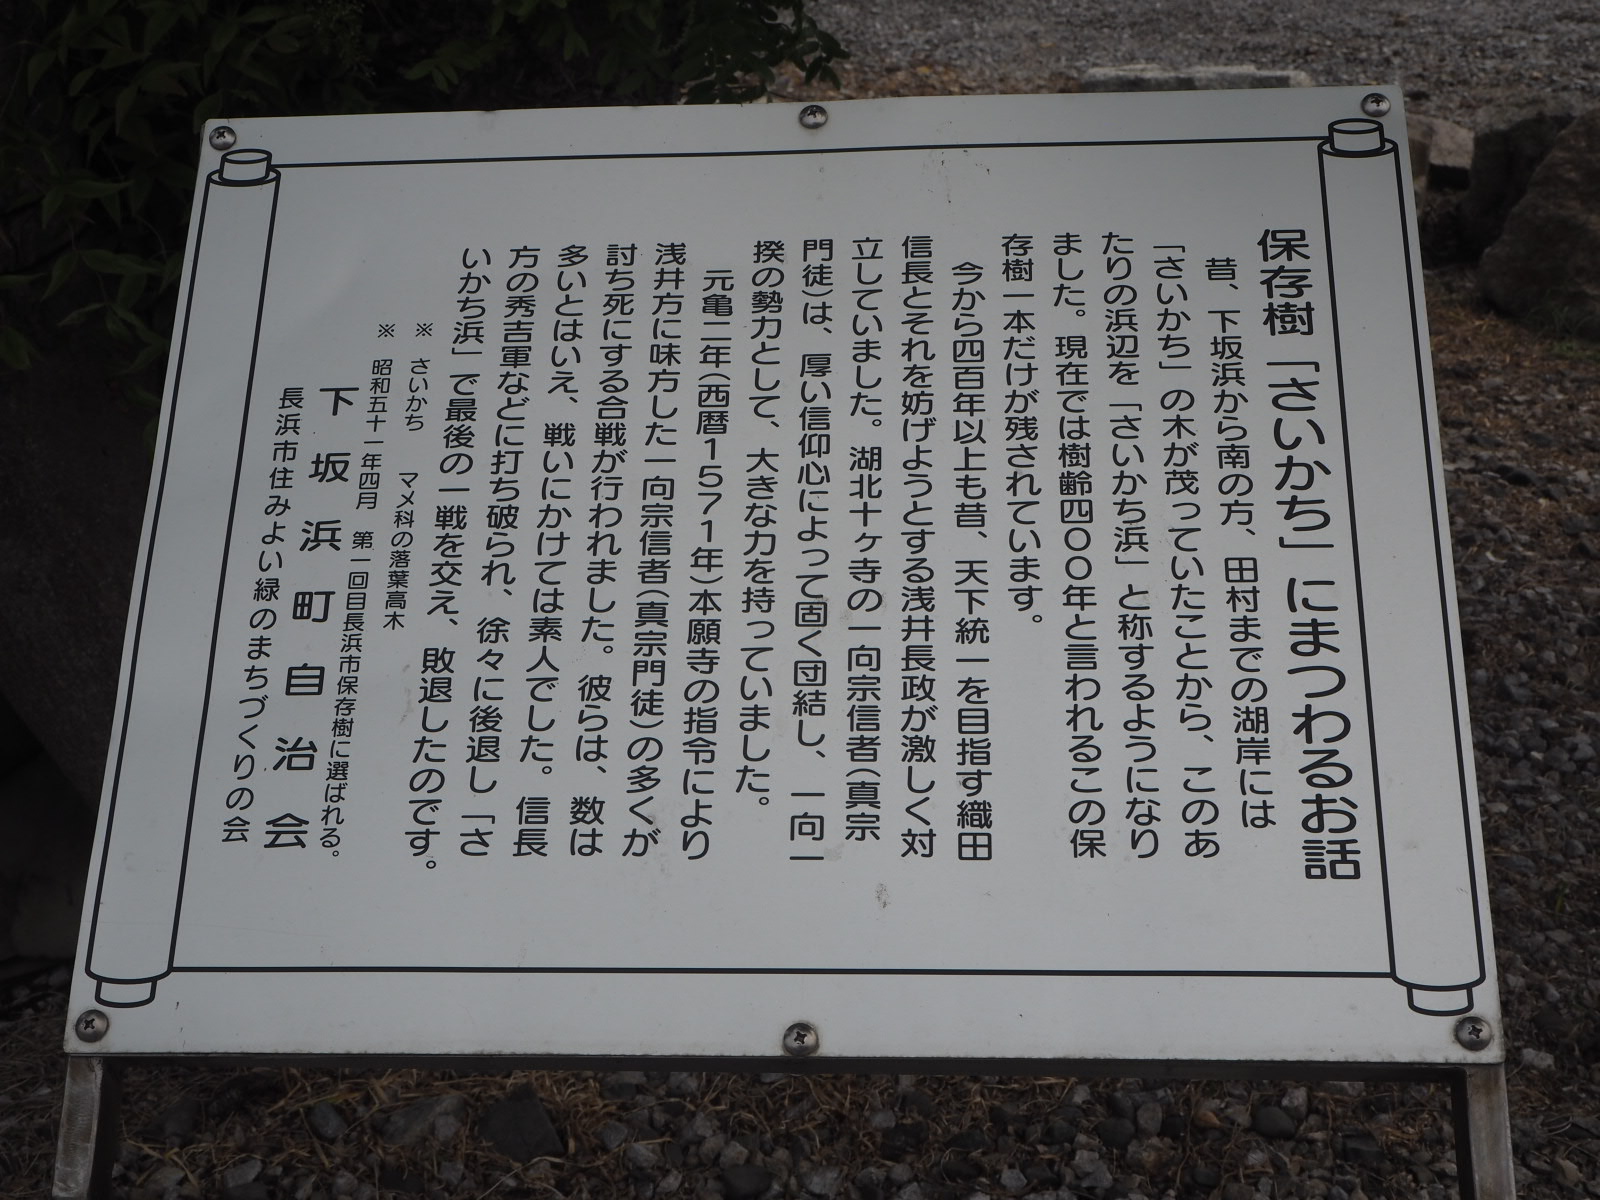 保存樹「さいかち」にまつわるお話
昔、下坂浜から南の方、田村までの湖岸には
「さいかち」の木が茂っていたことから、このあ
たりの浜辺を「さいかち浜」と称するようになり
ました。現在では樹齢四〇〇年と言われるこの保
存樹一本だけが残されています。
今から四百年以上も昔、天下統一を目指す織田
信長とそれを妨げようとする浅井長政が激しく対
立していました。湖北十ヶ寺の一向宗信者(真宗
門徒)は、厚い信仰心によって固く団結し、一向一
揆の勢力として、大きな力を持っていました。
元亀二年(西暦1571年)本願寺の指令により
浅井方に味方した一向宗信者(真宗門徒)の多くが
討ち死にする合戦が行われました。彼らは、数は
多いとはいえ、戦いにかけては素人でした。信長
方の秀吉軍などに打ち破られ、徐々に後退し「さ
いかち浜」で最後の一戦を交え、敗退したのです。
※ さいかち マメ科の落葉高木
※ 昭和五十一年四月 第一回目長浜市保存樹に選ばれる。
下坂浜町自治会
長浜市住みよい緑のまちづくりの会